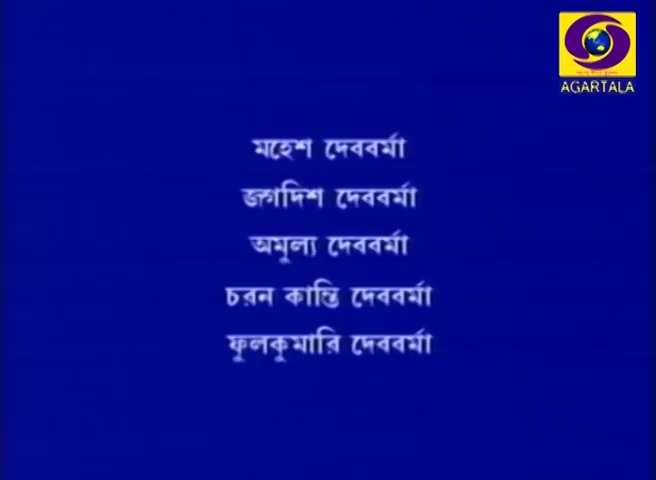 AGARTALA
মহেশ দেববর্মা
জগদিশ দেববর্মা
অমুল্য দেববর্মা
চরন কান্তি দেববর্মা
ফুলকুমারি দেববর্মা